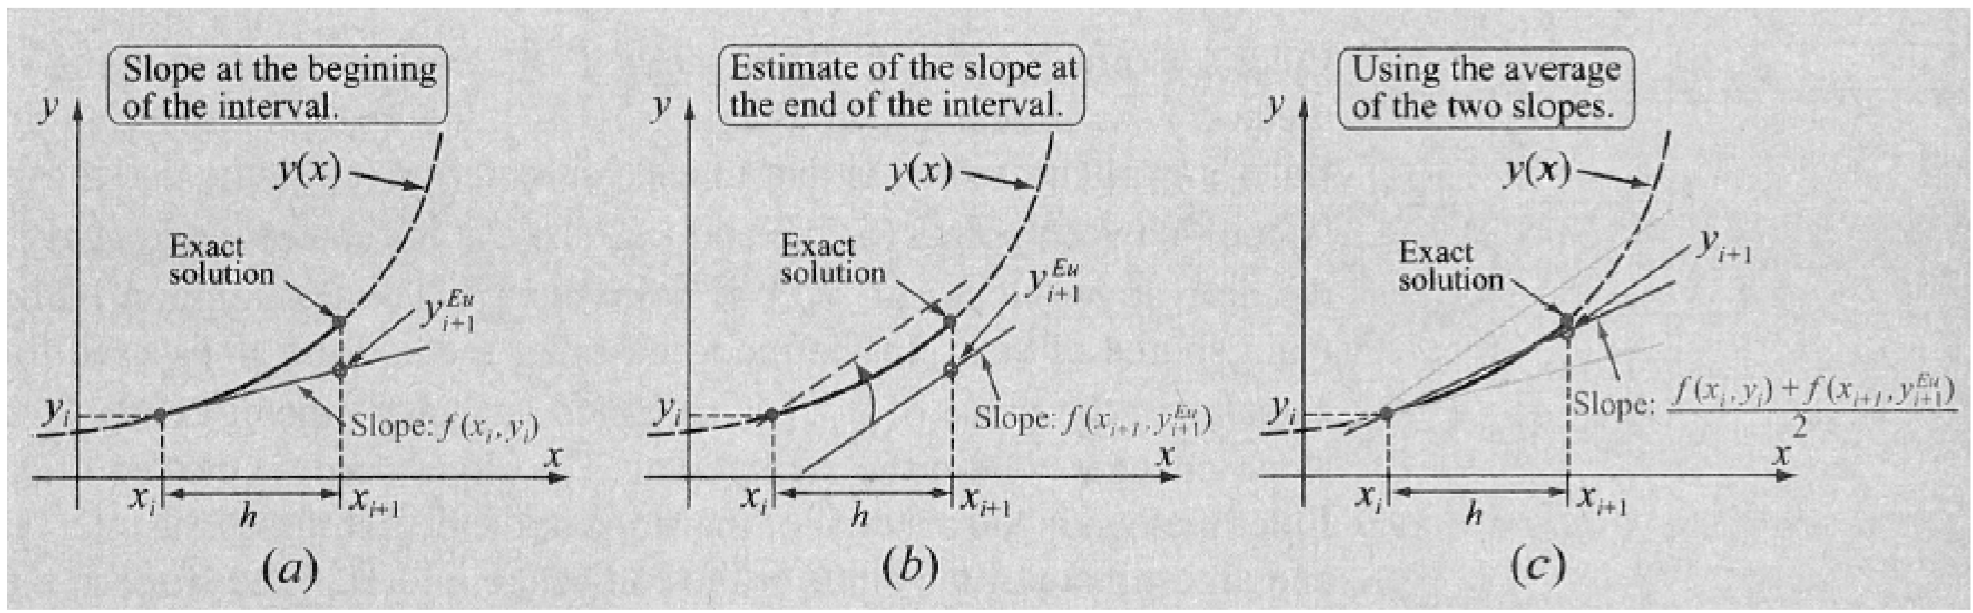 Slope at the begining
of the interval.
y
y(x)
Exact
solution
y_{i+1}^{Eu}
y_i
Slope: f(x_i, y_i)
x
x_i
h
x_{i+1}
(a)
Estimate of the slope at
the end of the interval.
y
y(x)
Exact
solution
y_{i+1}^{Eu}
y_i
Slope: f(x_{i+1}, y_{i+1}^{Eu})
x
x_i
h
x_{i+1}
(b)
Using the average
of the two slopes.
y
y(x)
Exact
solution
y_{i+1}
y_i
Slope: f(x_i, y_i) + f(x_{i+1}, y_{i+1}^{Eu})
2
x
x_i
h
x_{i+1}
(c)